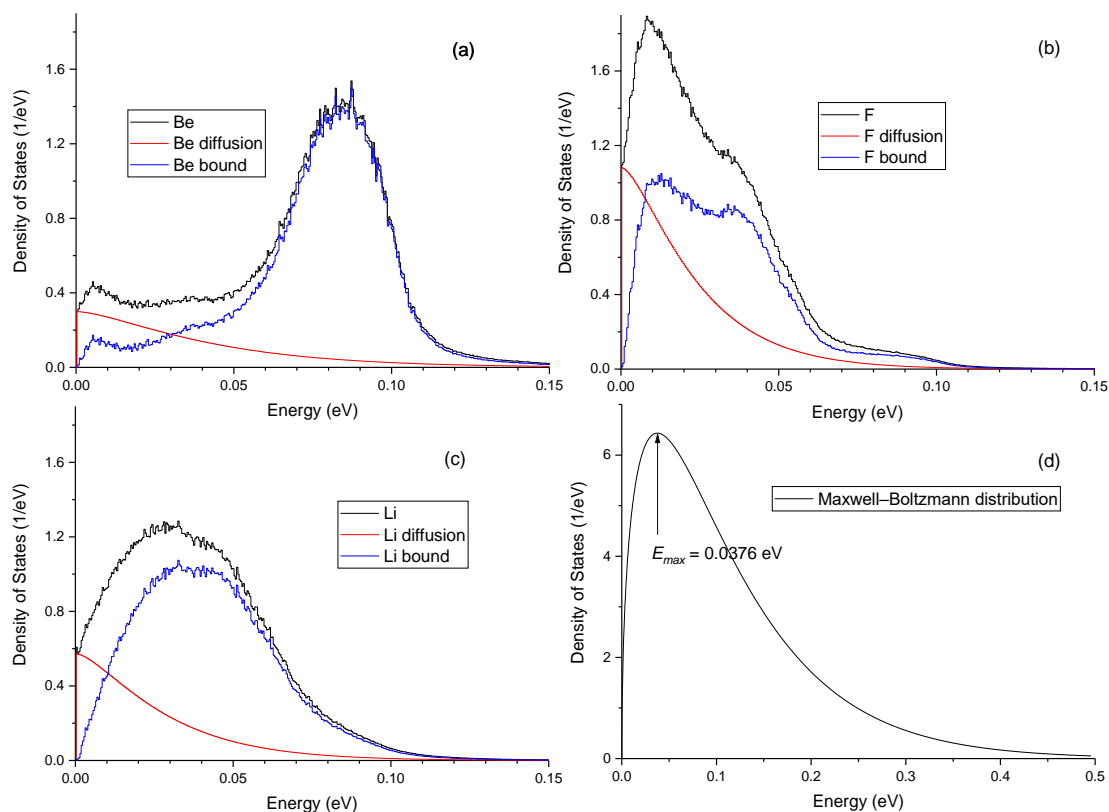 (a)
Density of States (1/eV)
1.6
1.2
0.8
0.4
0.0
Be
Be diffusion
Be bound
0.00
0.05
0.10
0.15
Energy (eV)
(b)
Density of States (1/eV)
1.6
1.2
0.8
0.4
0.0
F
F diffusion
F bound
0.00
0.05
0.10
0.15
Energy (eV)
(c)
Density of States (1/eV)
1.6
1.2
0.8
0.4
0.0
Li
Li diffusion
Li bound
0.00
0.05
0.10
0.15
Energy (eV)
(d)
Density of States (1/eV)
6
4
2
0
Maxwell–Boltzmann distribution
Emax = 0.0376 eV
0.0
0.1
0.2
0.3
0.4
0.5
Energy (eV)